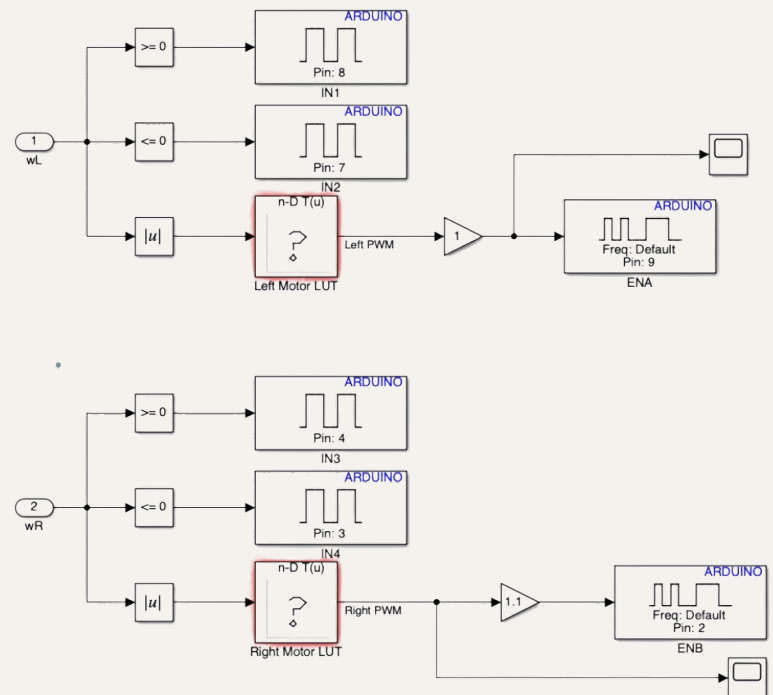 ARDUINO
>= 0
Pin: 8
IN1
ARDUINO
1
<= 0
wL
Pin: 7
IN2
n-D T(u)
ARDUINO
|u|
?
Left PWM
1
Freq: Default
Pin: 9
Left Motor LUT
ENA
ARDUINO
>= 0
Pin: 4
IN3
ARDUINO
2
<= 0
wR
Pin: 3
IN4
n-D T(u)
ARDUINO
|u|
?
Right PWM
1.1
Freq: Default
Pin: 2
Right Motor LUT
ENB